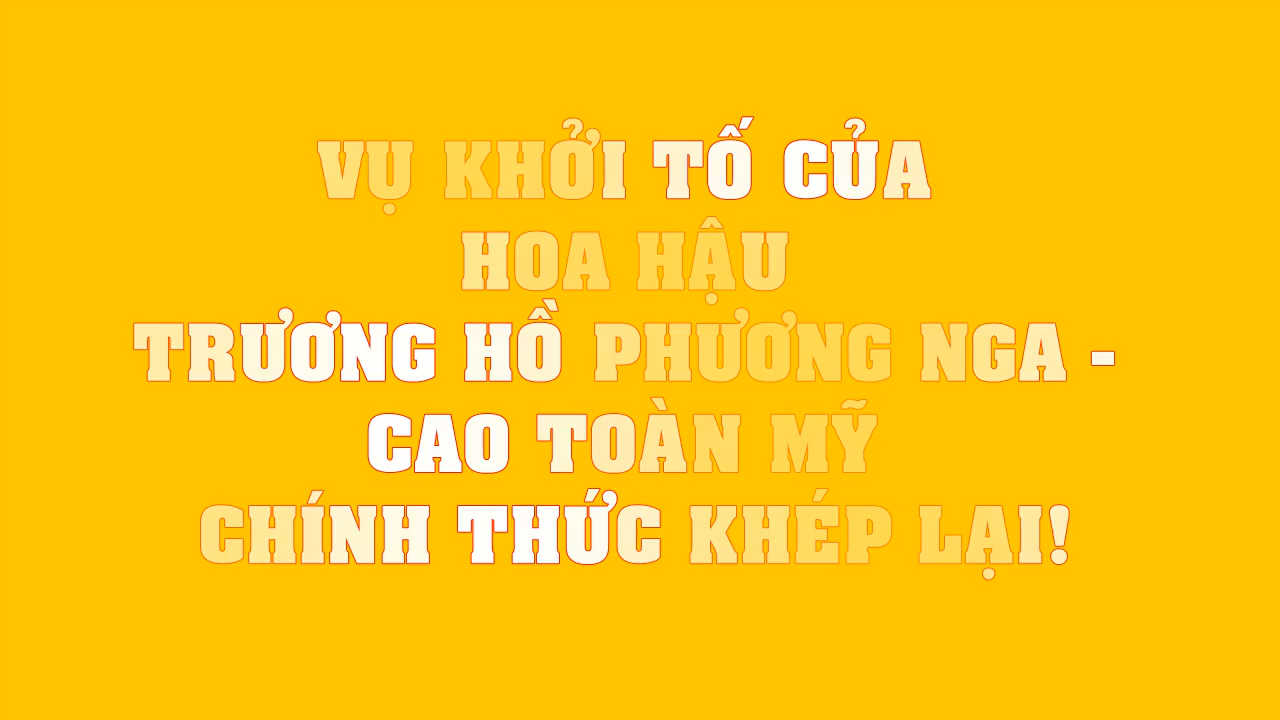 VỤ KHỞI TỐ CỦA
HOA HẬU
TRƯƠNG HỒ PHƯƠNG NGA -
CAO TOÀN MỸ
CHÍNH THỨC KHÉP LẠI!